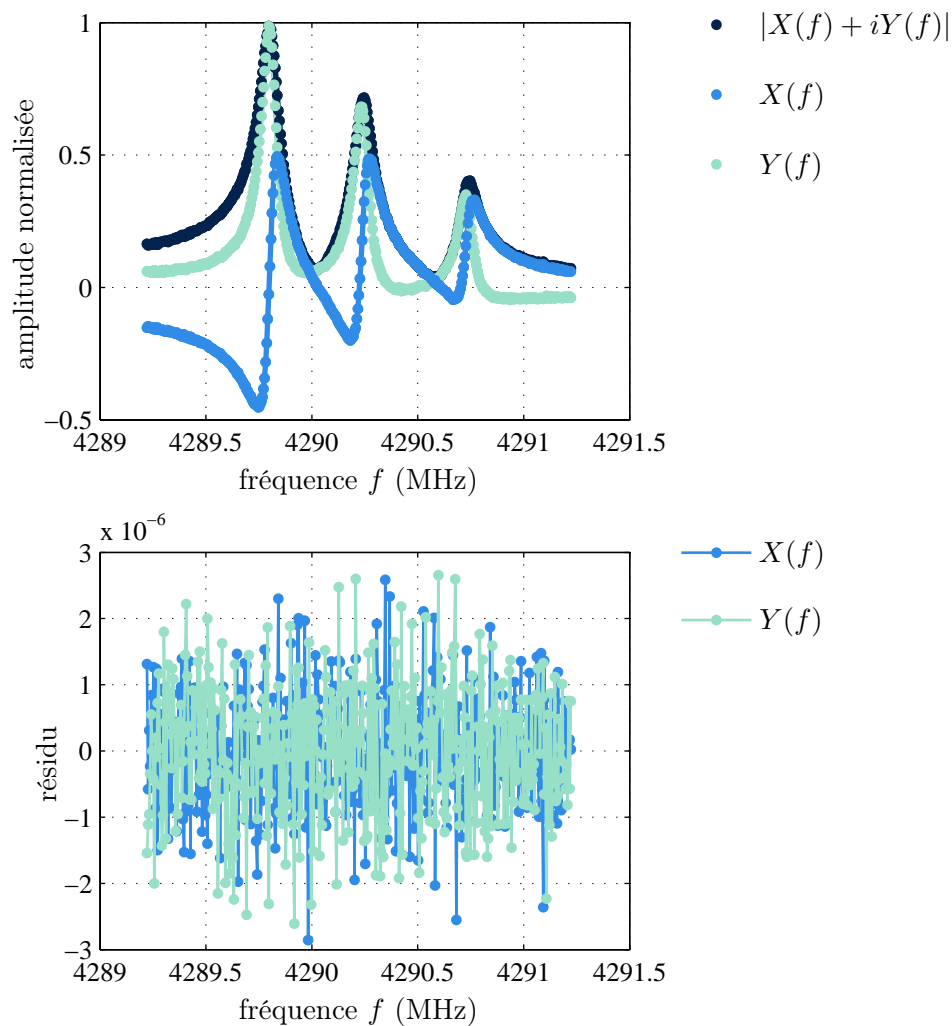 1
0.5
0
−0.5
amplitude normalisée
4289 4289.5 4290 4290.5 4291 4291.5
fréquence f (MHz)
|X(f) + iY(f)|
X(f)
Y(f)
x 10⁻⁶
3
2
1
0
−1
−2
−3
résidu
4289 4289.5 4290 4290.5 4291 4291.5
fréquence f (MHz)
X(f)
Y(f)